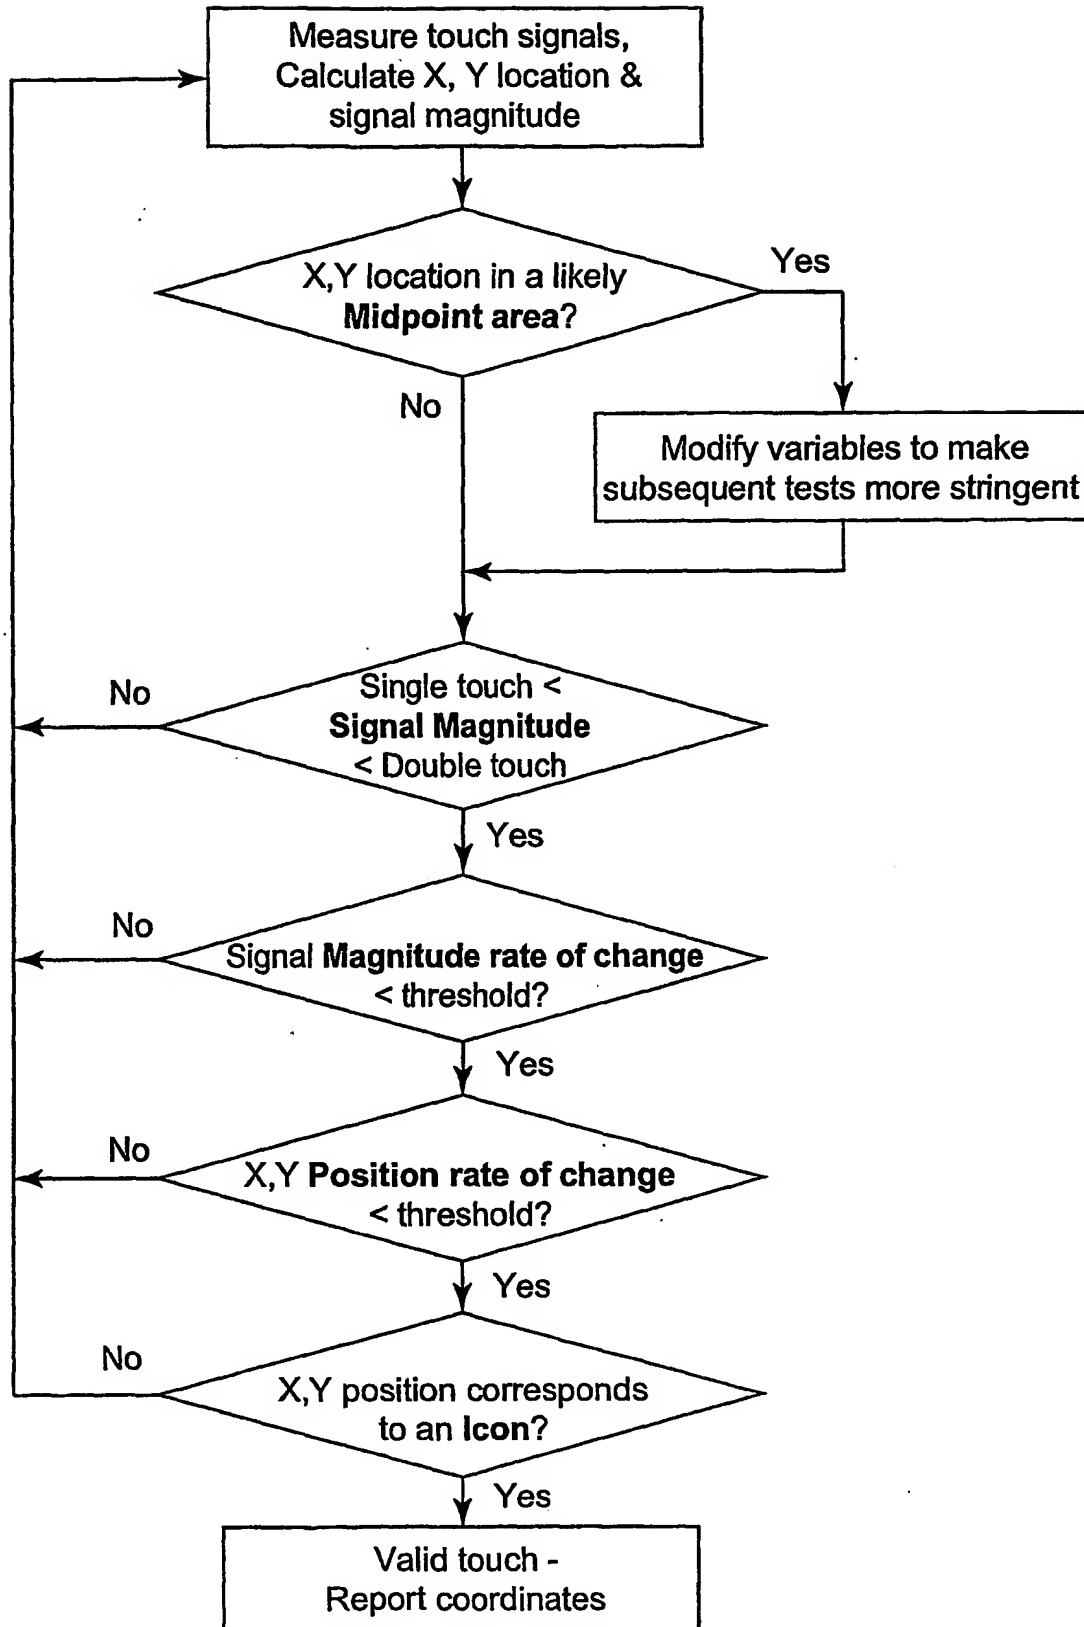 Measure touch signals,
Calculate X, Y location &
signal magnitude
X,Y location in a likely
Midpoint area?
Yes
No
Modify variables to make
subsequent tests more stringent
No
Single touch <
Signal Magnitude
< Double touch
Yes
No
Signal Magnitude rate of change
< threshold?
Yes
No
X,Y Position rate of change
< threshold?
Yes
No
X,Y position corresponds
to an Icon?
Yes
Valid touch -
Report coordinates